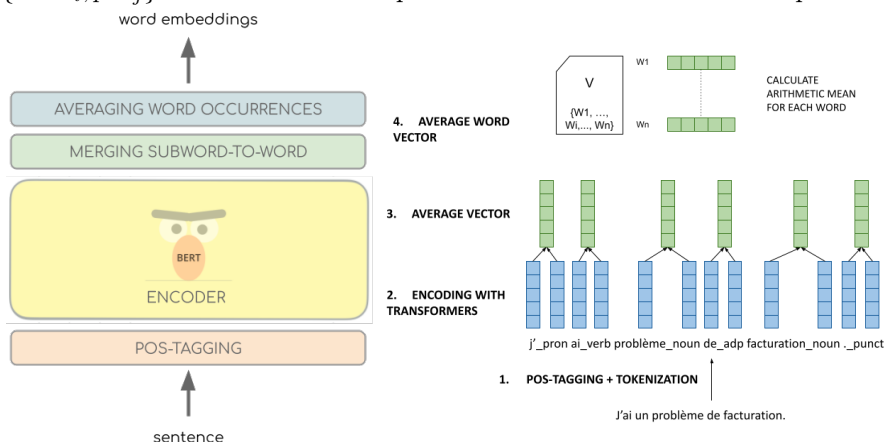 word embeddings
AVERAGING WORD OCCURRENCES
MERGING SUBWORD-TO-WORD
BERT
ENCODER
POS-TAGGING
sentence
4. AVERAGE WORD
VECTOR
V
{W1, ...,
Wi,..., Wn}
W1
Wn
CALCULATE
ARITHMETIC MEAN
FOR EACH WORD
3. AVERAGE VECTOR
2. ENCODING WITH
TRANSFORMERS
j'_pron ai_verb problème_noun de_adp facturation_noun ._punct
1. POS-TAGGING + TOKENIZATION
J'ai un problème de facturation.